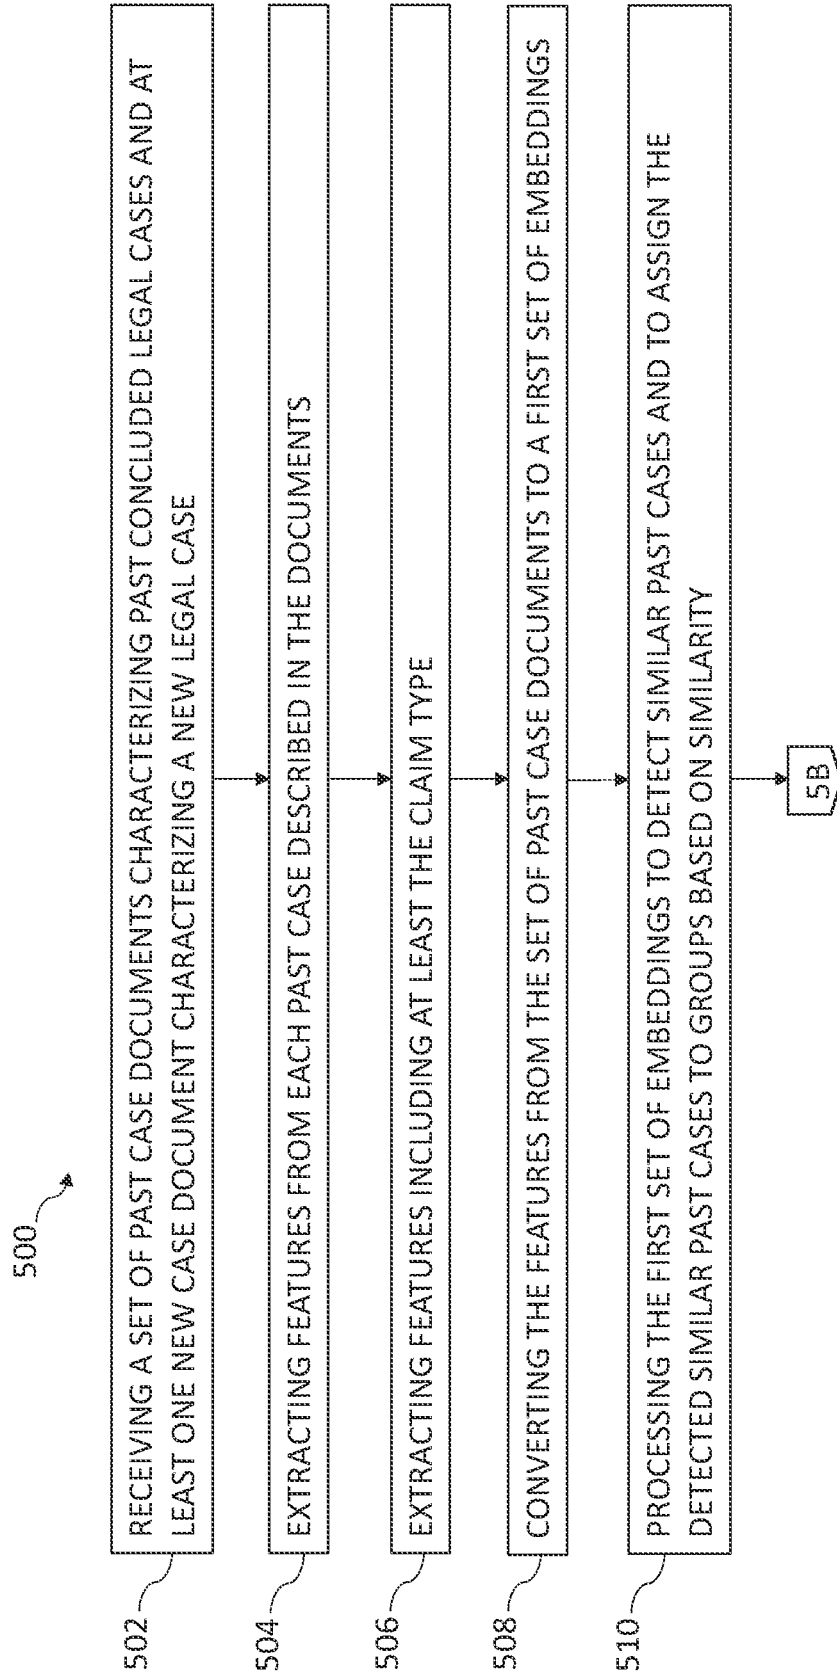 500
502
RECEIVING A SET OF PAST CASE DOCUMENTS CHARACTERIZING PAST CONCLUDED LEGAL CASES AND AT
LEAST ONE NEW CASE DOCUMENT CHARACTERIZING A NEW LEGAL CASE
504
EXTRACTING FEATURES FROM EACH PAST CASE DESCRIBED IN THE DOCUMENTS
506
EXTRACTING FEATURES INCLUDING AT LEAST THE CLAIM TYPE
508
CONVERTING THE FEATURES FROM THE SET OF PAST CASE DOCUMENTS TO A FIRST SET OF EMBEDDINGS
510
PROCESSING THE FIRST SET OF EMBEDDINGS TO DETECT SIMILAR PAST CASES AND TO ASSIGN THE
DETECTED SIMILAR PAST CASES TO GROUPS BASED ON SIMILARITY
5B